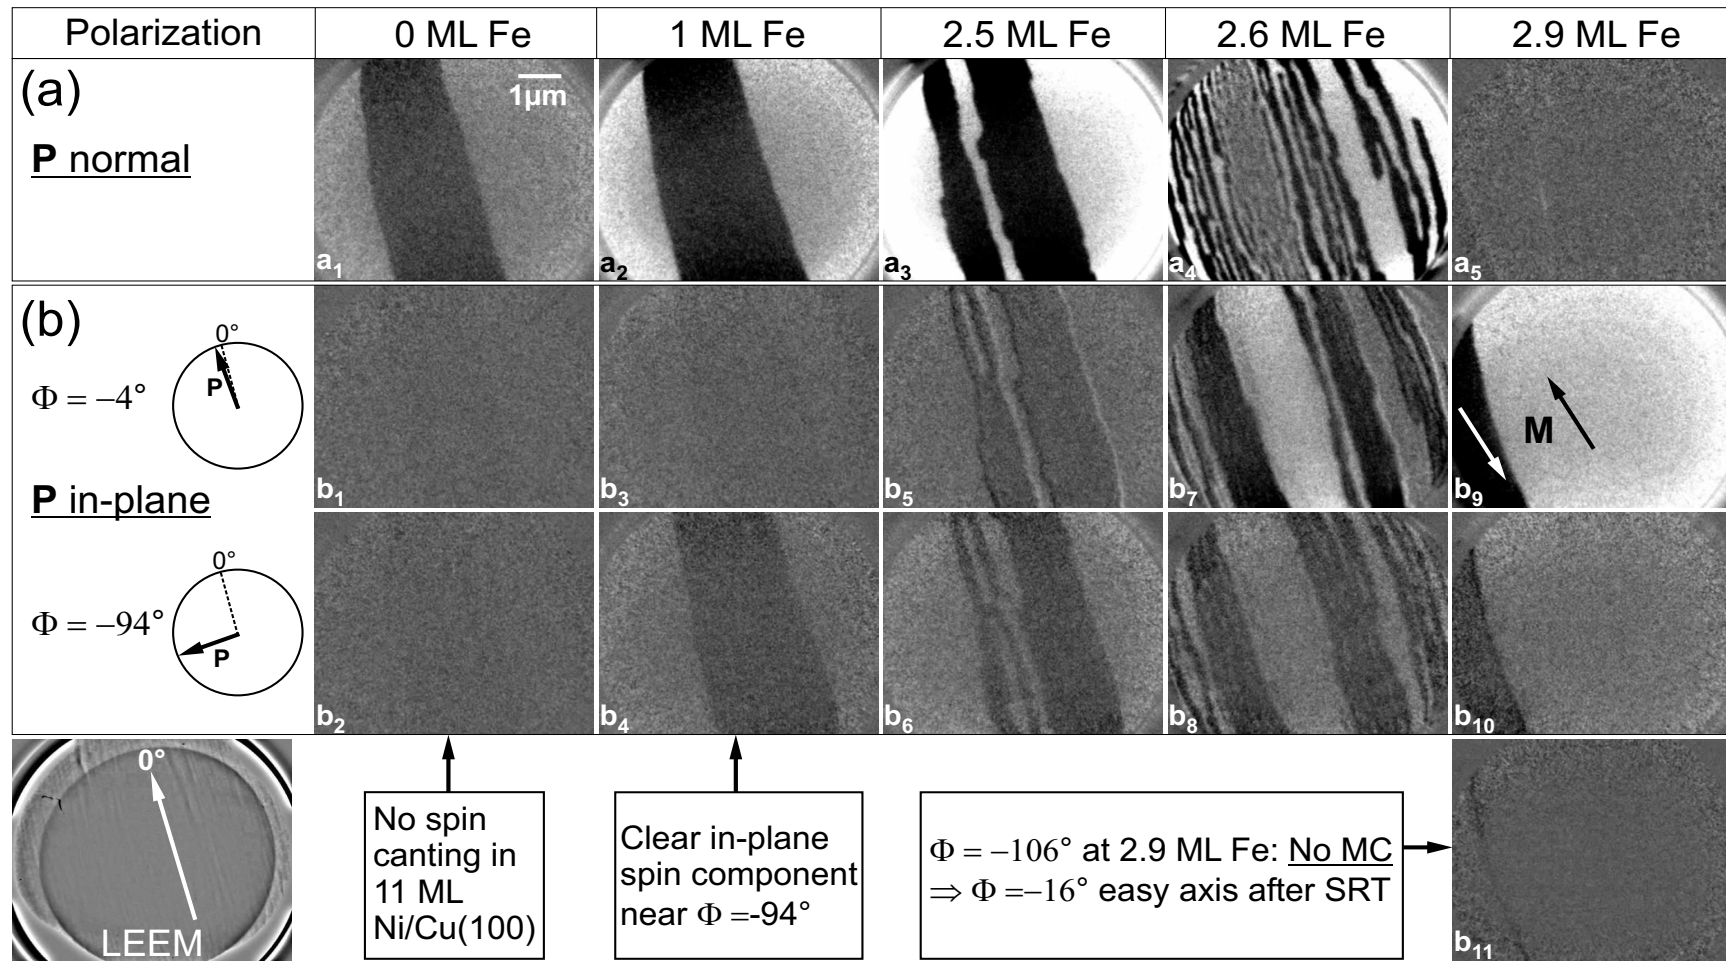 Polarization 0 ML Fe 1 ML Fe 2.5 ML Fe 2.6 ML Fe 2.9 ML Fe
(a)
P normal
1µm
a1 a2 a3 a4 a5
(b)
0°
P
Φ = −4°
P in-plane
M
b1 b3 b5 b7 b9
0°
P
Φ = −94°
b2 b4 b6 b8 b10
0°
LEEM
No spin
canting in
11 ML
Ni/Cu(100)
Clear in-plane
spin component
near Φ =-94°
Φ = −106° at 2.9 ML Fe: No MC
⇒ Φ =−16° easy axis after SRT
b11